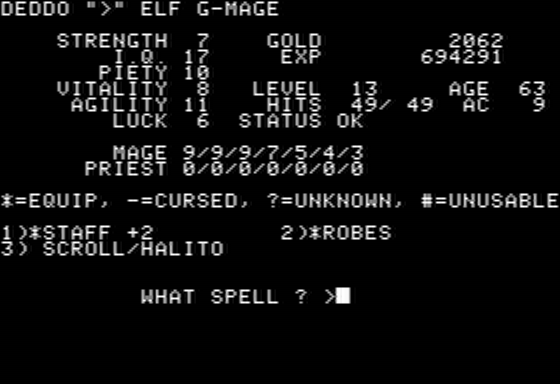 DEDDO ">" ELF G-MAGE
STRENGTH 7 GOLD 2062
I.Q. 17 EXP 694291
PIETY 10
VITALITY 8 LEVEL 13 AGE 63
AGILITY 11 HITS 49/ 49 AC 9
LUCK 6 STATUS OK
MAGE 9/9/9/7/5/4/3
PRIEST 0/0/0/0/0/0/0
*=EQUIP, -=CURSED, ?=UNKNOWN, #=UNUSABLE
1)*STAFF +2 2)*ROBES
3) SCROLL/HALITO
WHAT SPELL ? >